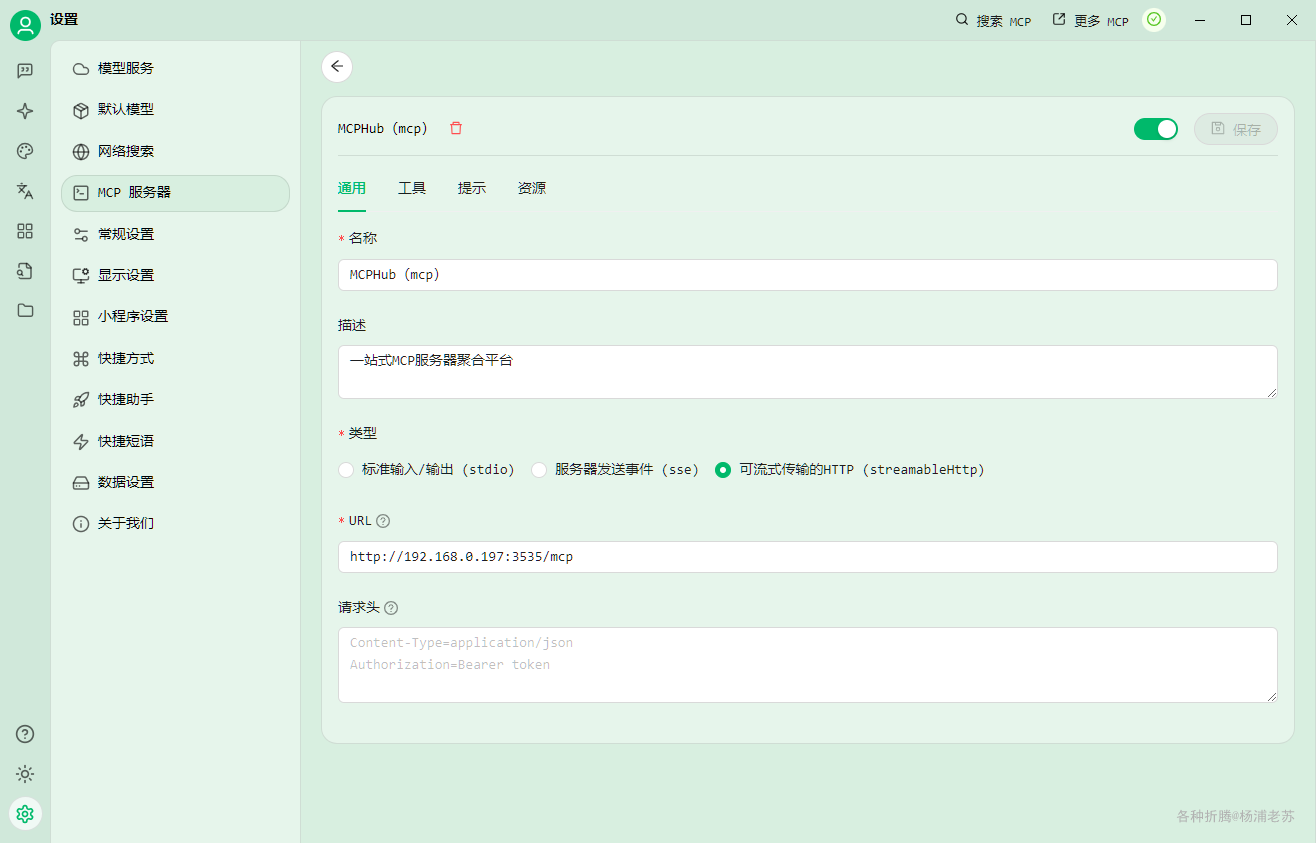 设置
搜索 MCP
更多 MCP
模型服务
默认模型
网络搜索
MCP 服务器
常规设置
显示设置
小程序设置
快捷方式
快捷助手
快捷短语
数据设置
关于我们
MCPHub (mcp)
保存
通用 工具 提示 资源
* 名称
MCPHub (mcp)
描述
一站式MCP服务器聚合平台
* 类型
标准输入/输出 (stdio) 服务器发送事件 (sse) 可流式传输的HTTP (streamableHttp)
* URL
http://192.168.0.197:3535/mcp
请求头
Content-Type=application/json
Authorization=Bearer token
各种折腾@杨浦老苏